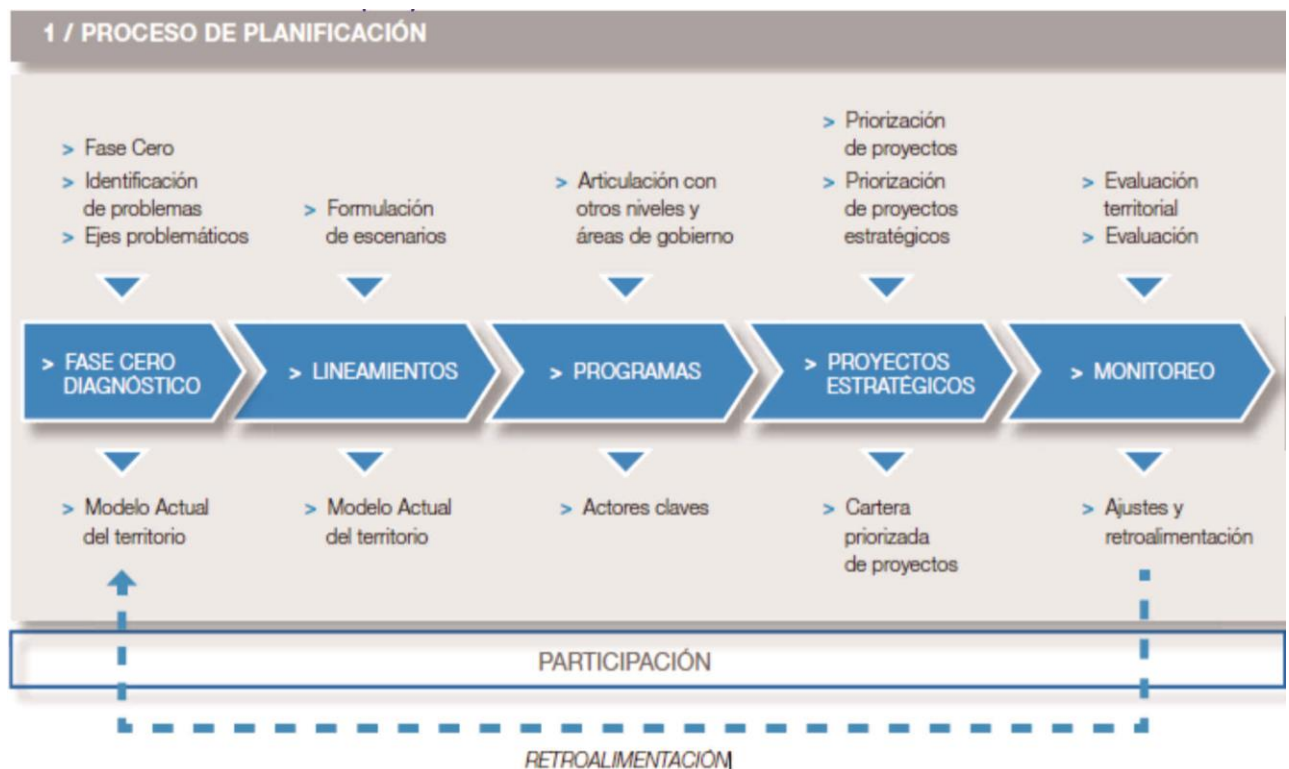 1 / PROCESO DE PLANIFICACIÓN
> Fase Cero
> Identificación
de problemas
> Ejes problemáticos
> Formulación
de escenarios
> Articulación con
otros niveles y
áreas de gobierno
> Priorización
de proyectos
> Priorización
de proyectos
estratégicos
> Evaluación
territorial
> Evaluación
> FASE CERO
DIAGNÓSTICO
> LINEAMIENTOS
> PROGRAMAS
> PROYECTOS
ESTRATÉGICOS
> MONITOREO
> Modelo Actual
del territorio
> Modelo Actual
del territorio
> Actores claves
> Cartera
priorizada
de proyectos
> Ajustes y
retroalimentación
PARTICIPACIÓN
RETROALIMENTACIÓN